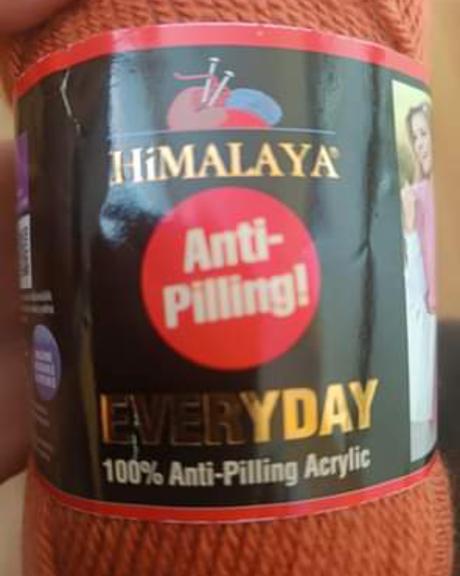 HiMALAYA®
Anti-
Pilling!
EVERYDAY
100% Anti-Pilling Acrylic